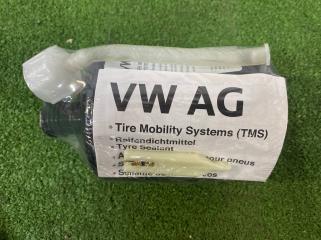 VW AG
• Tire Mobility Systems (TMS)
• Reifendichtmittel
• Tyre Sealant
pour pneus